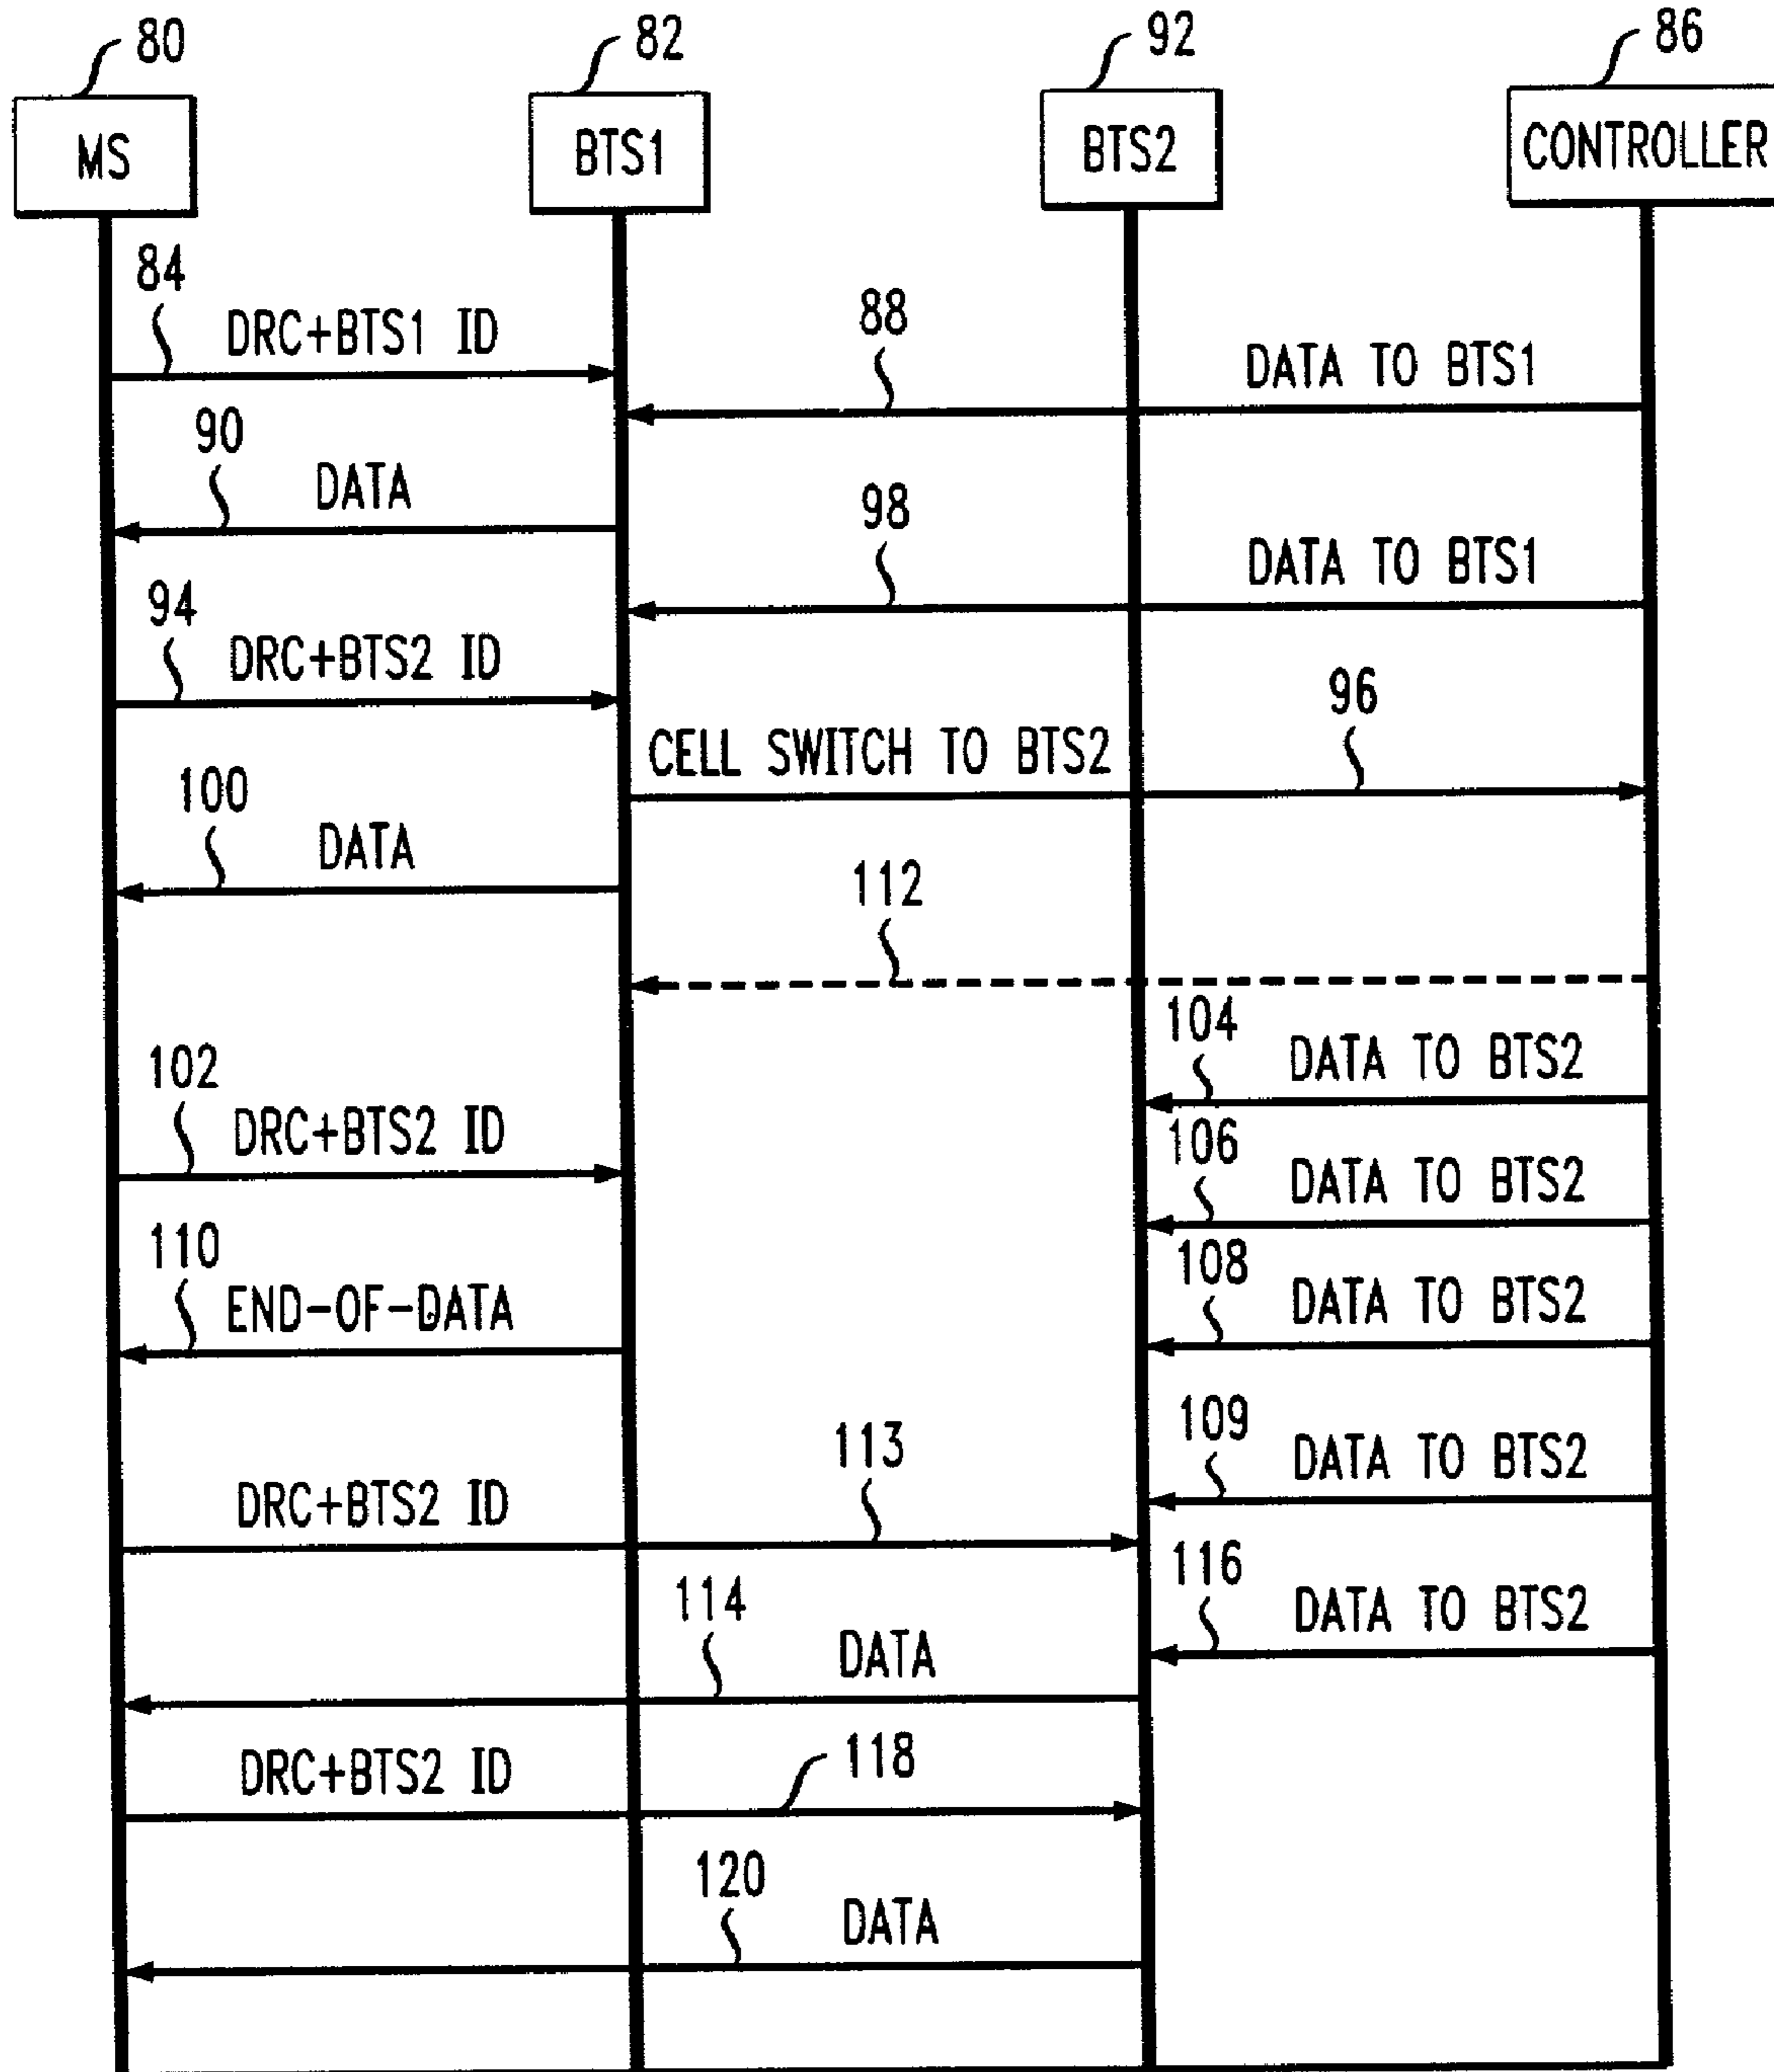 80
82
92
86
MS
BTS1
BTS2
CONTROLLER
84
DRC+BTS1 ID
88
DATA TO BTS1
90
DATA
98
DATA TO BTS1
94
DRC+BTS2 ID
96
CELL SWITCH TO BTS2
100
DATA
112
104
DATA TO BTS2
102
DRC+BTS2 ID
106
DATA TO BTS2
110
END-OF-DATA
108
DATA TO BTS2
109
DATA TO BTS2
113
DRC+BTS2 ID
116
DATA TO BTS2
114
DATA
118
DRC+BTS2 ID
120
DATA